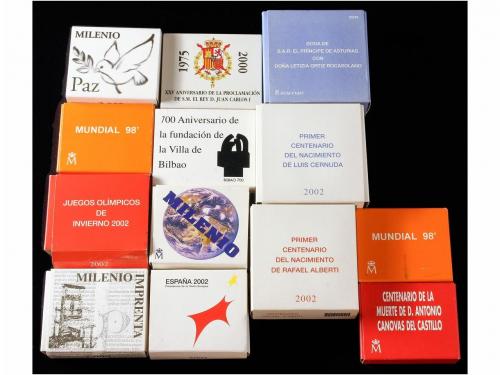 MILENIO
Paz
1975
2000
XXV ANIVERSARIO DE LA PROCLAMACIÓN
DE S.M. EL REY D. JUAN CARLOS I
BODA DE
S.A.R. EL PRÍNCIPE DE ASTURIAS
CON
DOÑA LETIZIA ORTIZ ROCASOLANO
MUNDIAL 98'
M
700 Aniversario de
la fundación de
la Villa de
Bilbao
BILBAO 700
PRIMER
CENTENARIO
DEL NACIMIENTO
DE LUIS CERNUDA
2002
JUEGOS OLÍMPICOS
DE
INVIERNO 2002
M
2002
MILENIO
PRIMER
CENTENARIO
DEL NACIMIENTO
DE RAFAEL ALBERTI
M
2002
MUNDIAL 98'
M
MILENIO
IMPRENTA
ESPAÑA 2002
CENTENARIO DE LA
MUERTE DE D. ANTONIO
CANOVAS DEL CASTILLO
M